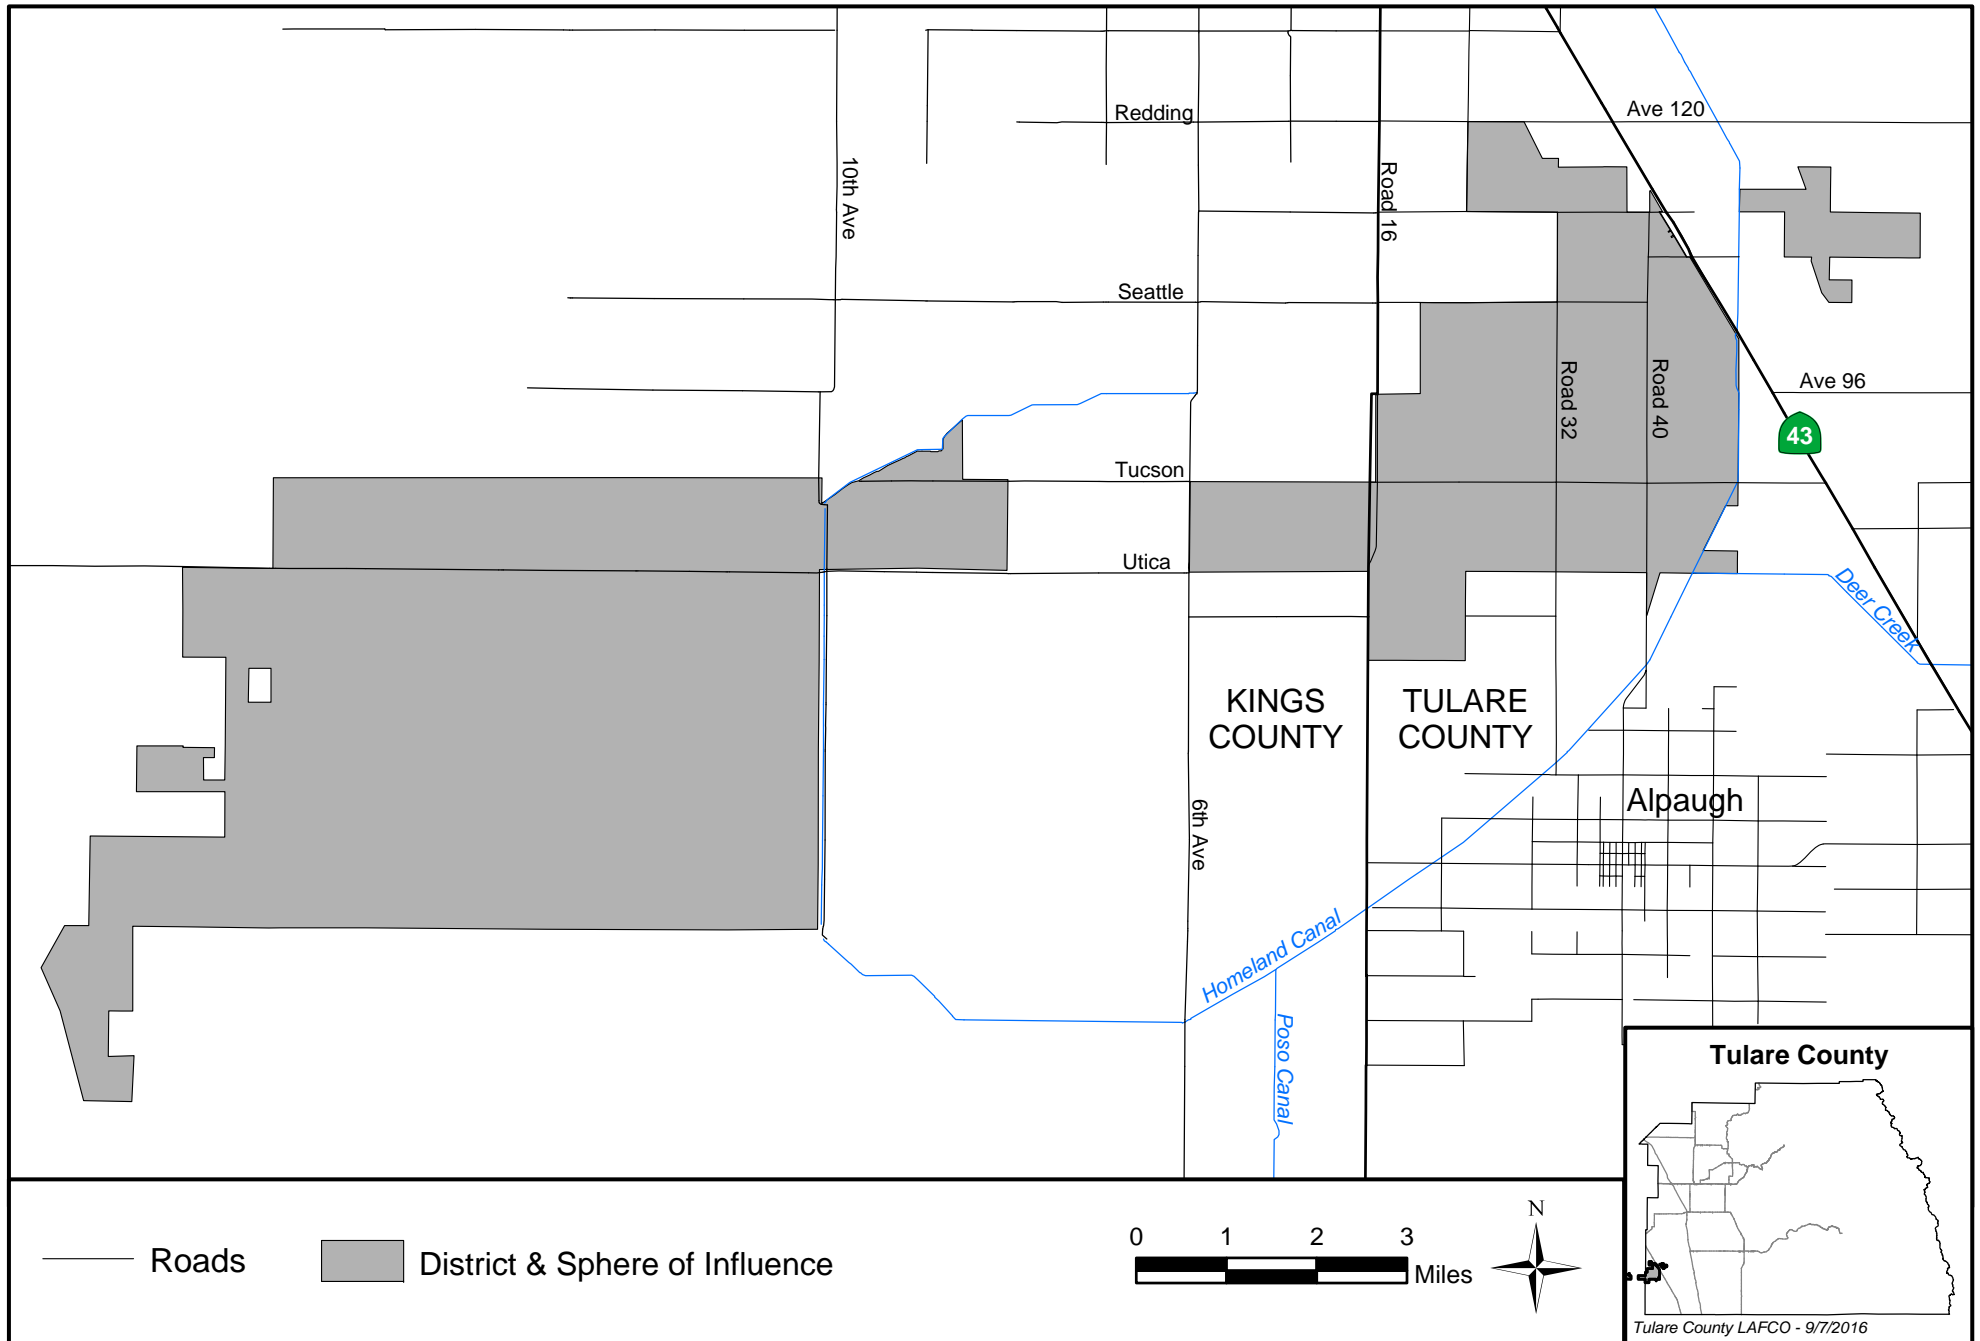 Redding
Ave 120
10th Ave
Road 16
Seattle
Road 32
Road 40
Ave 96
43
Tucson
Utica
Deer Creek
KINGS
COUNTY
TULARE
COUNTY
6th Ave
Alpaugh
Homeland Canal
Poso Canal
Tulare County
Roads
District & Sphere of Influence
0 1 2 3
Miles
N
Tulare County LAFCO - 9/7/2016